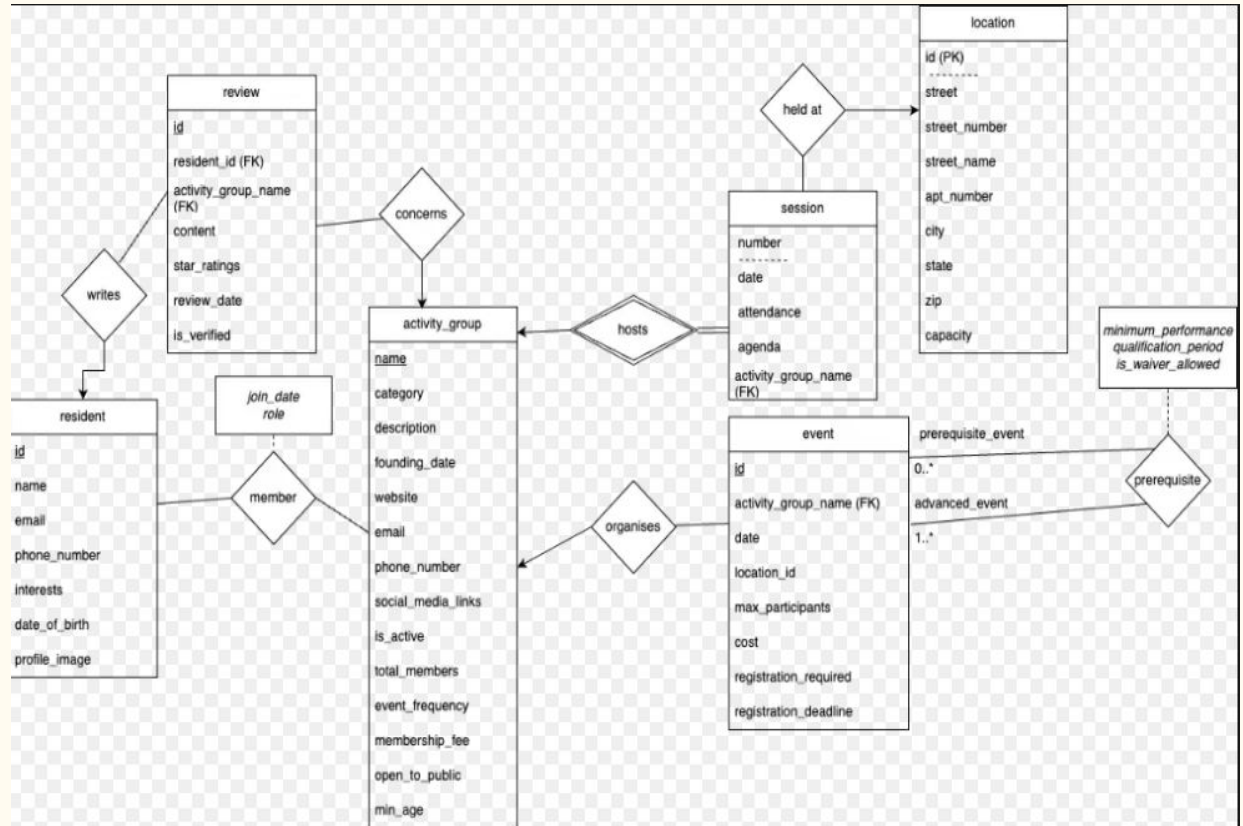 location
id (PK)
street
street_number
street_name
apt_number
city
state
zip
capacity
review
id
resident_id (FK)
activity_group_name
(FK)
content
star_ratings
review_date
is_verified
held at
concerns
session
number
date
attendance
agenda
activity_group_name
(FK)
writes
hosts
activity_group
name
category
description
founding_date
website
email
phone_number
social_media_links
is_active
total_members
event_frequency
membership_fee
open_to_public
min_age
minimum_performance
qualification_period
is_waiver_allowed
join_date
role
resident
id
name
email
phone_number
interests
date_of_birth
profile_image
member
organises
event
id
activity_group_name (FK)
date
location_id
max_participants
cost
registration_required
registration_deadline
prerequisite_event
0..*
advanced_event
1..*
prerequisite